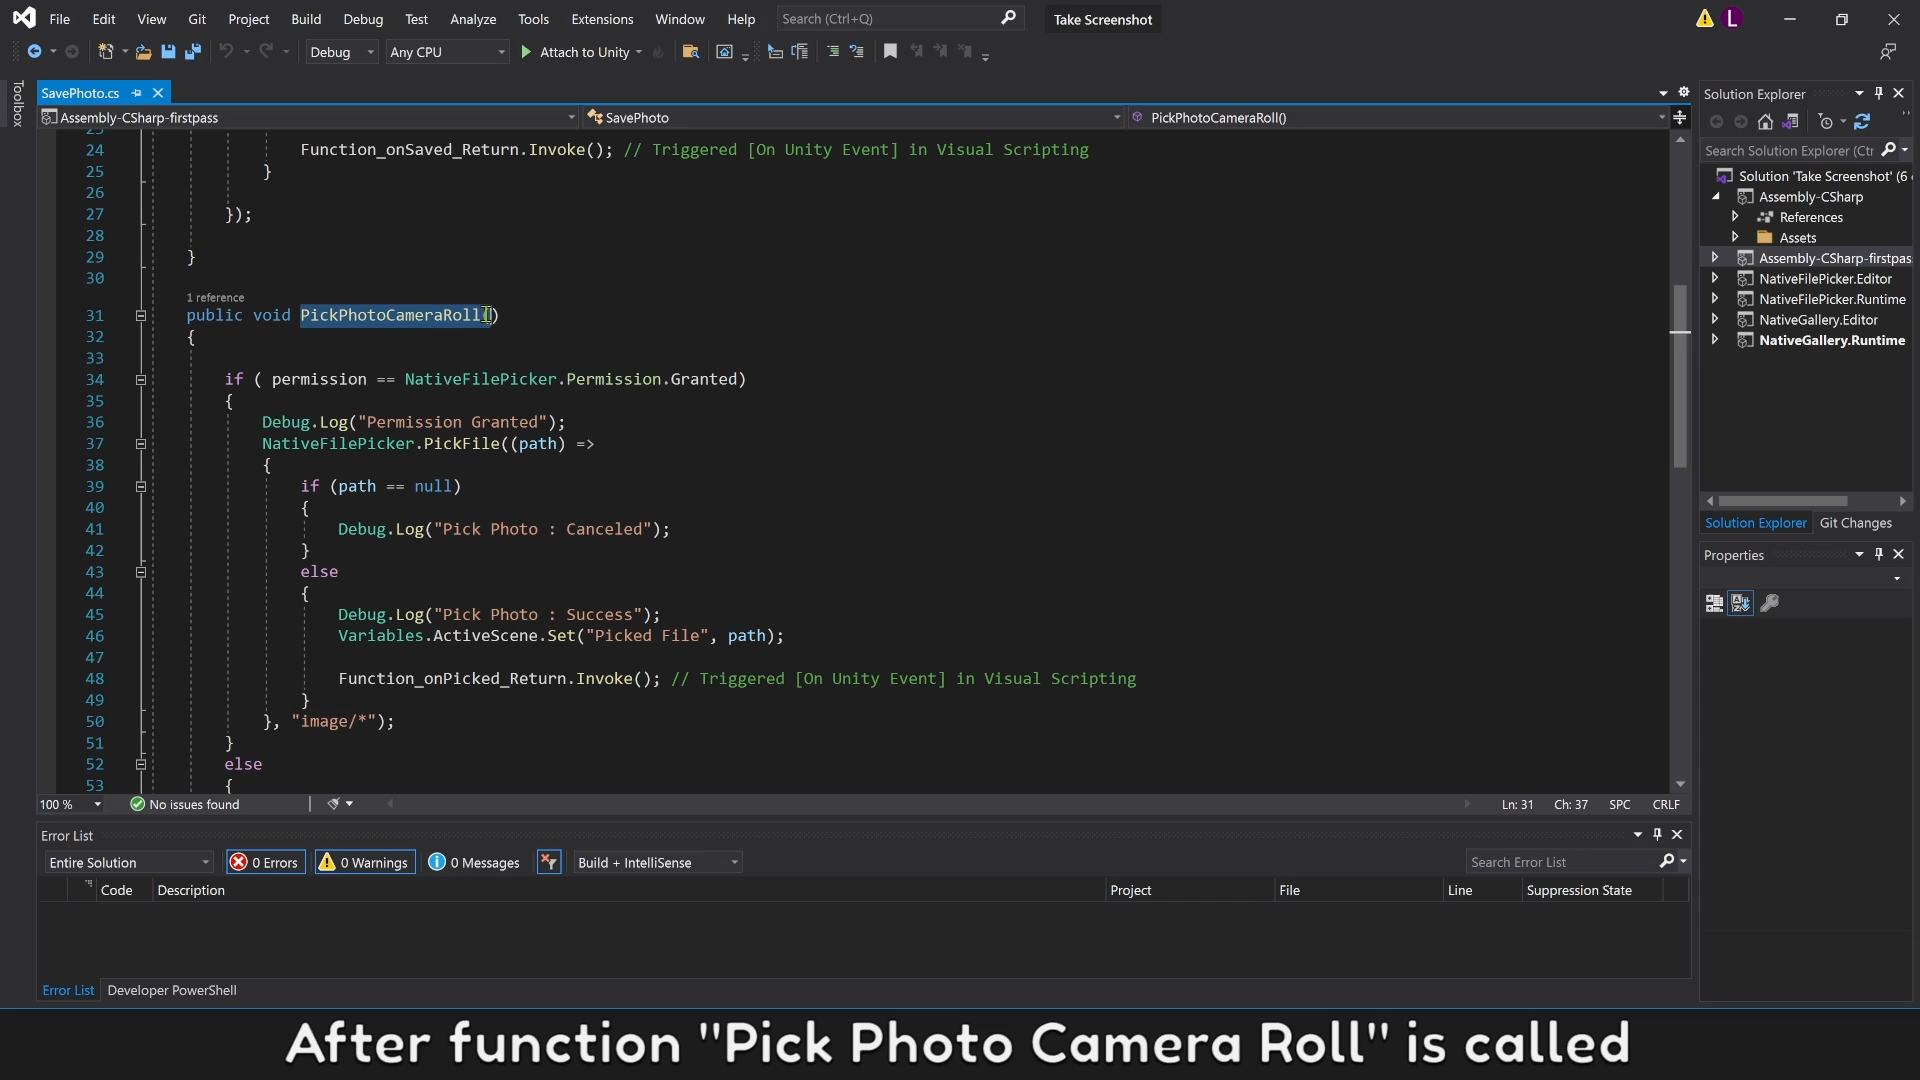 File Edit View Git Project Build Debug Test Analyze Tools Extensions Window Help Search (Ctrl+Q) Take Screenshot L
Debug Any CPU Attach to Unity
Toolbox
SavePhoto.cs
Assembly-CSharp-firstpass SavePhoto PickPhotoCameraRoll()
24 Function_onSaved_Return.Invoke(); // Triggered [On Unity Event] in Visual Scripting
25 }
26
27 });
28
29 }
30
1 reference
31 public void PickPhotoCameraRoll()
32 {
33
34 if ( permission == NativeFilePicker.Permission.Granted)
35 {
36 Debug.Log("Permission Granted");
37 NativeFilePicker.PickFile((path) =>
38 {
39 if (path == null)
40 {
41 Debug.Log("Pick Photo : Canceled");
42 }
43 else
44 {
45 Debug.Log("Pick Photo : Success");
46 Variables.ActiveScene.Set("Picked File", path);
47
48 Function_onPicked_Return.Invoke(); // Triggered [On Unity Event] in Visual Scripting
49 }
50 }, "image/*");
51 }
52 else
53 {
100 % No issues found Ln: 31 Ch: 37 SPC CRLF
Error List
Entire Solution 0 Errors 0 Warnings 0 Messages Build + IntelliSense Search Error List
Code Description Project File Line Suppression State
Error List Developer PowerShell
Solution Explorer
Search Solution Explorer (Ctr
Solution 'Take Screenshot' (6
Assembly-CSharp
References
Assets
Assembly-CSharp-firstpas
NativeFilePicker.Editor
NativeFilePicker.Runtime
NativeGallery.Editor
NativeGallery.Runtime
Solution Explorer Git Changes
Properties
After function "Pick Photo Camera Roll" is called